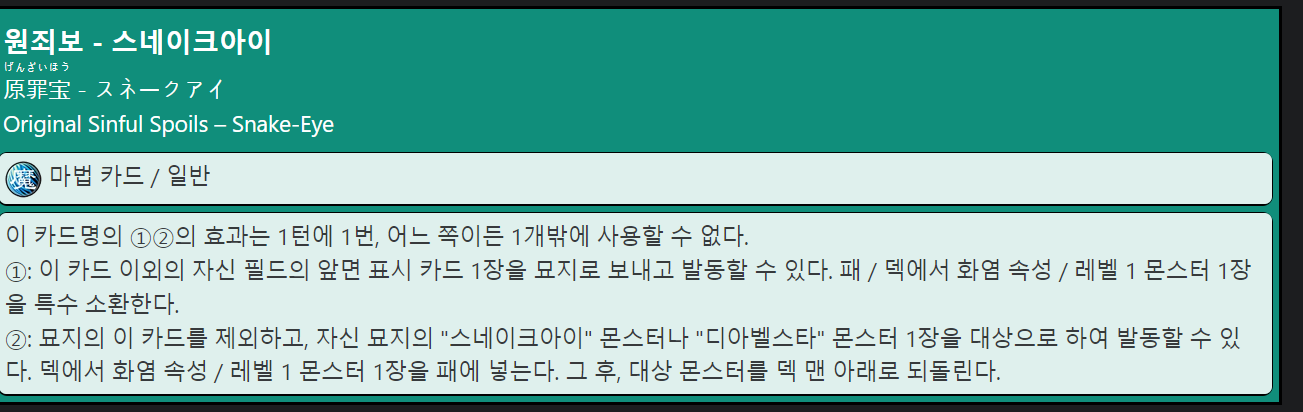 원죄보 - 스네이크아이
げんざいほう
原罪宝 - スネークアイ
Original Sinful Spoils – Snake-Eye
魔 마법 카드 / 일반
이 카드명의 ①②의 효과는 1턴에 1번, 어느 쪽이든 1개밖에 사용할 수 없다.
①: 이 카드 이외의 자신 필드의 앞면 표시 카드 1장을 묘지로 보내고 발동할 수 있다. 패 / 덱에서 화염 속성 / 레벨 1 몬스터 1장
을 특수 소환한다.
②: 묘지의 이 카드를 제외하고, 자신 묘지의 "스네이크아이" 몬스터나 "디아벨스타" 몬스터 1장을 대상으로 하여 발동할 수 있
다. 덱에서 화염 속성 / 레벨 1 몬스터 1장을 패에 넣는다. 그 후, 대상 몬스터를 덱 맨 아래로 되돌린다.